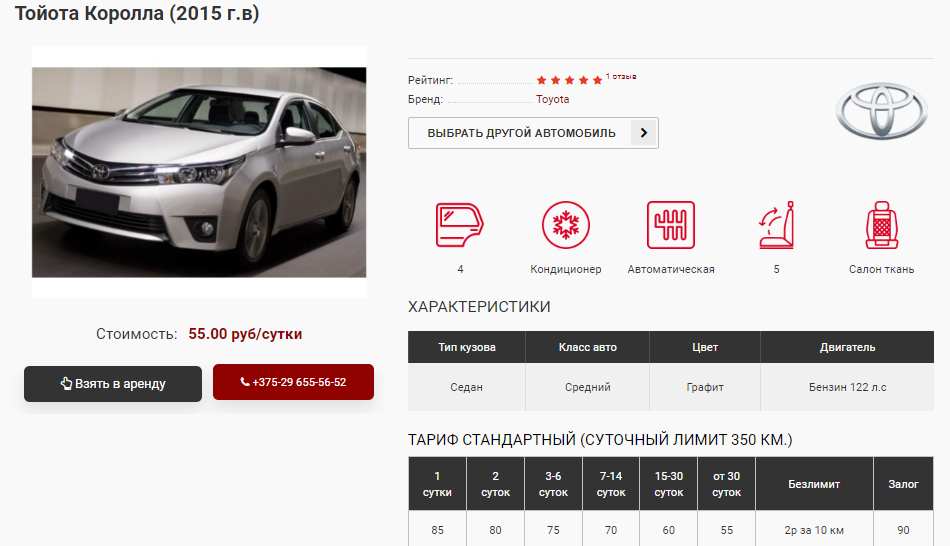 Тойота Королла (2015 г.в)
Рейтинг: 1 отзыв
Бренд: Toyota
ВЫБРАТЬ ДРУГОЙ АВТОМОБИЛЬ
4 Кондиционер Автоматическая 5 Салон ткань
Стоимость: 55.00 руб/сутки
Взять в аренду +375-29 655-56-52
ХАРАКТЕРИСТИКИ
Тип кузова Класс авто Цвет Двигатель
Седан Средний Графит Бензин 122 л.с
ТАРИФ СТАНДАРТНЫЙ (СУТОЧНЫЙ ЛИМИТ 350 КМ.)
1 сутки 2 суток 3-6 суток 7-14 суток 15-30 суток от 30 суток Безлимит Залог
85 80 75 70 60 55 2р за 10 км 90